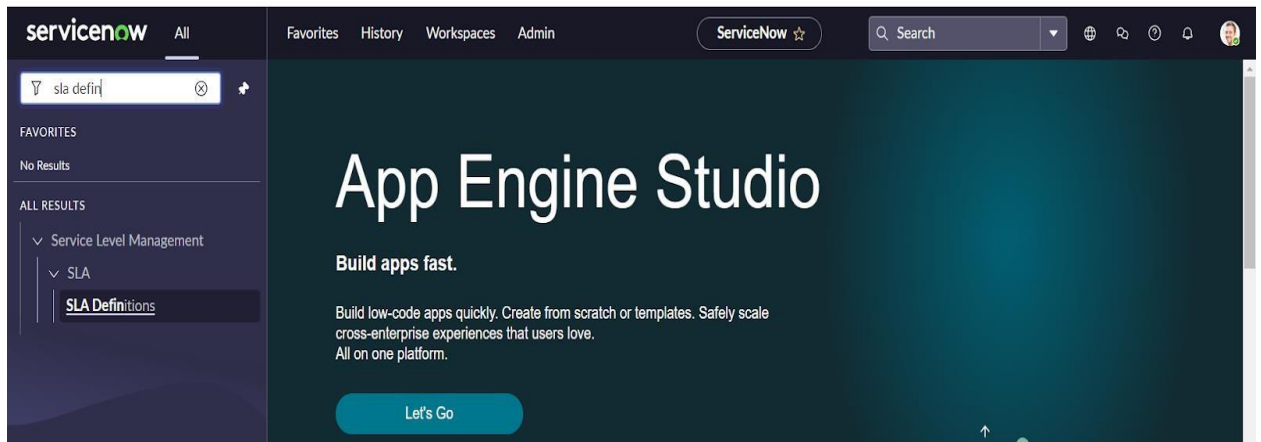 servicenow All Favorites History Workspaces Admin ServiceNow Search
sla defin
FAVORITES
No Results
ALL RESULTS
Service Level Management
SLA
SLA Definitions
App Engine Studio
Build apps fast.
Build low-code apps quickly. Create from scratch or templates. Safely scale
cross-enterprise experiences that users love.
All on one platform.
Let's Go